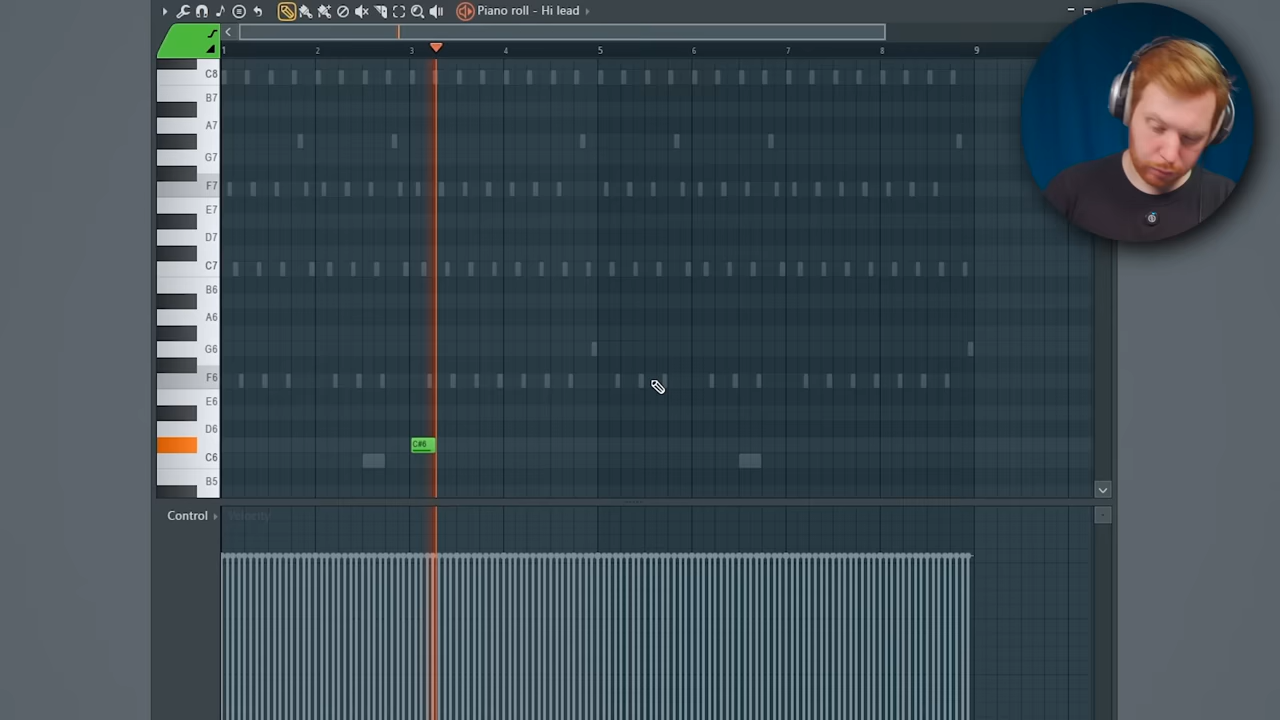 Piano roll - Hi lead
1 2 3 4 5 6 7 8 9
C8
B7
A7
G7
F7
E7
D7
C7
B6
A6
G6
F6
E6
D6
C#6
C6
B5
Control Velocity